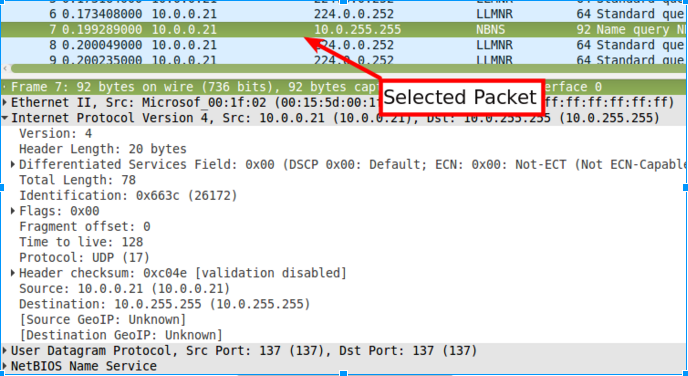 6 0.173408000 10.0.0.21 224.0.0.252 LLMNR 64 Standard que
7 0.199289000 10.0.0.21 10.0.255.255 NBNS 92 Name query N
8 0.200049000 10.0.0.21 224.0.0.252 LLMNR 64 Standard que
9 0.200235000 10.0.0.21 224.0.0.252 LLMNR 64 Standard que
Frame 7: 92 bytes on wire (736 bits), 92 bytes capt erface 0
Selected Packet
Ethernet II, Src: Microsof_00:1f:02 (00:15:5d:00:1 ff:ff:ff:ff:ff:ff)
Internet Protocol Version 4, Src: 10.0.0.21 (10.0.0.21), Dst: 10.0.255.255 (10.0.255.255)
Version: 4
Header Length: 20 bytes
Differentiated Services Field: 0x00 (DSCP 0x00: Default; ECN: 0x00: Not-ECT (Not ECN-Capable
Total Length: 78
Identification: 0x663c (26172)
Flags: 0x00
Fragment offset: 0
Time to live: 128
Protocol: UDP (17)
Header checksum: 0xc04e [validation disabled]
Source: 10.0.0.21 (10.0.0.21)
Destination: 10.0.255.255 (10.0.255.255)
[Source GeoIP: Unknown]
[Destination GeoIP: Unknown]
User Datagram Protocol, Src Port: 137 (137), Dst Port: 137 (137)
NetBIOS Name Service